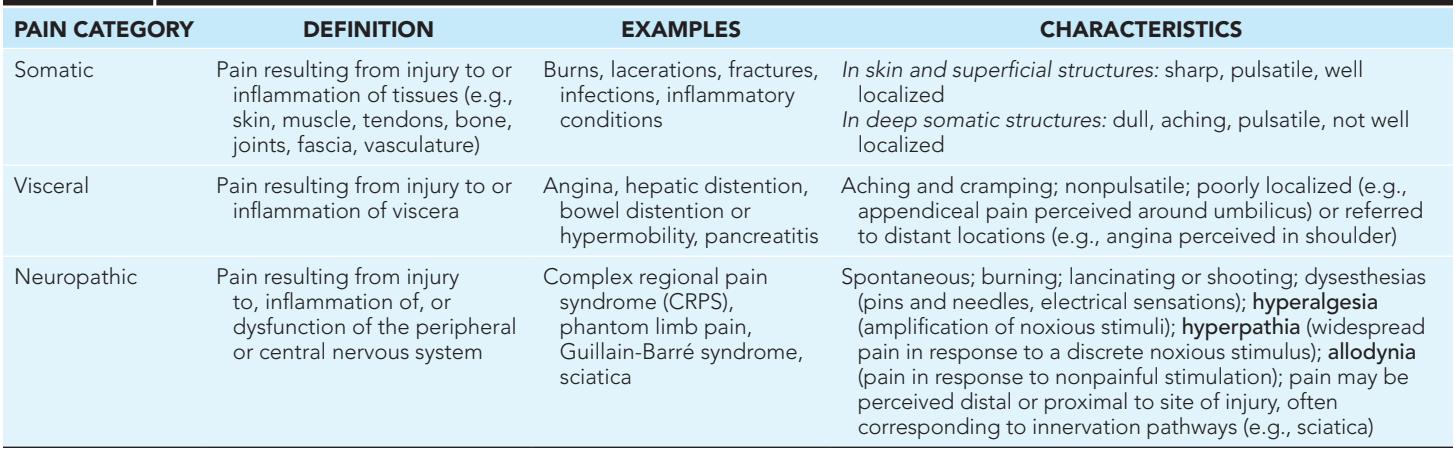 PAIN CATEGORY DEFINITION EXAMPLES CHARACTERISTICS
Somatic
Pain resulting from injury to or
inflammation of tissues (e.g.,
skin, muscle, tendons, bone,
joints, fascia, vasculature)
Burns, lacerations, fractures,
infections, inflammatory
conditions
In skin and superficial structures: sharp, pulsatile, well
localized
In deep somatic structures: dull, aching, pulsatile, not well
localized
Visceral
Pain resulting from injury to or
inflammation of viscera
Angina, hepatic distention,
bowel distention or
hypermobility, pancreatitis
Aching and cramping; nonpulsatile; poorly localized (e.g.,
appendiceal pain perceived around umbilicus) or referred
to distant locations (e.g., angina perceived in shoulder)
Neuropathic
Pain resulting from injury
to, inflammation of, or
dysfunction of the peripheral
or central nervous system
Complex regional pain
syndrome (CRPS),
phantom limb pain,
Guillain-Barré syndrome,
sciatica
Spontaneous; burning; lancinating or shooting; dysesthesias
(pins and needles, electrical sensations); hyperalgesia
(amplification of noxious stimuli); hyperpathia (widespread
pain in response to a discrete noxious stimulus); allodynia
(pain in response to nonpainful stimulation); pain may be
perceived distal or proximal to site of injury, often
corresponding to innervation pathways (e.g., sciatica)